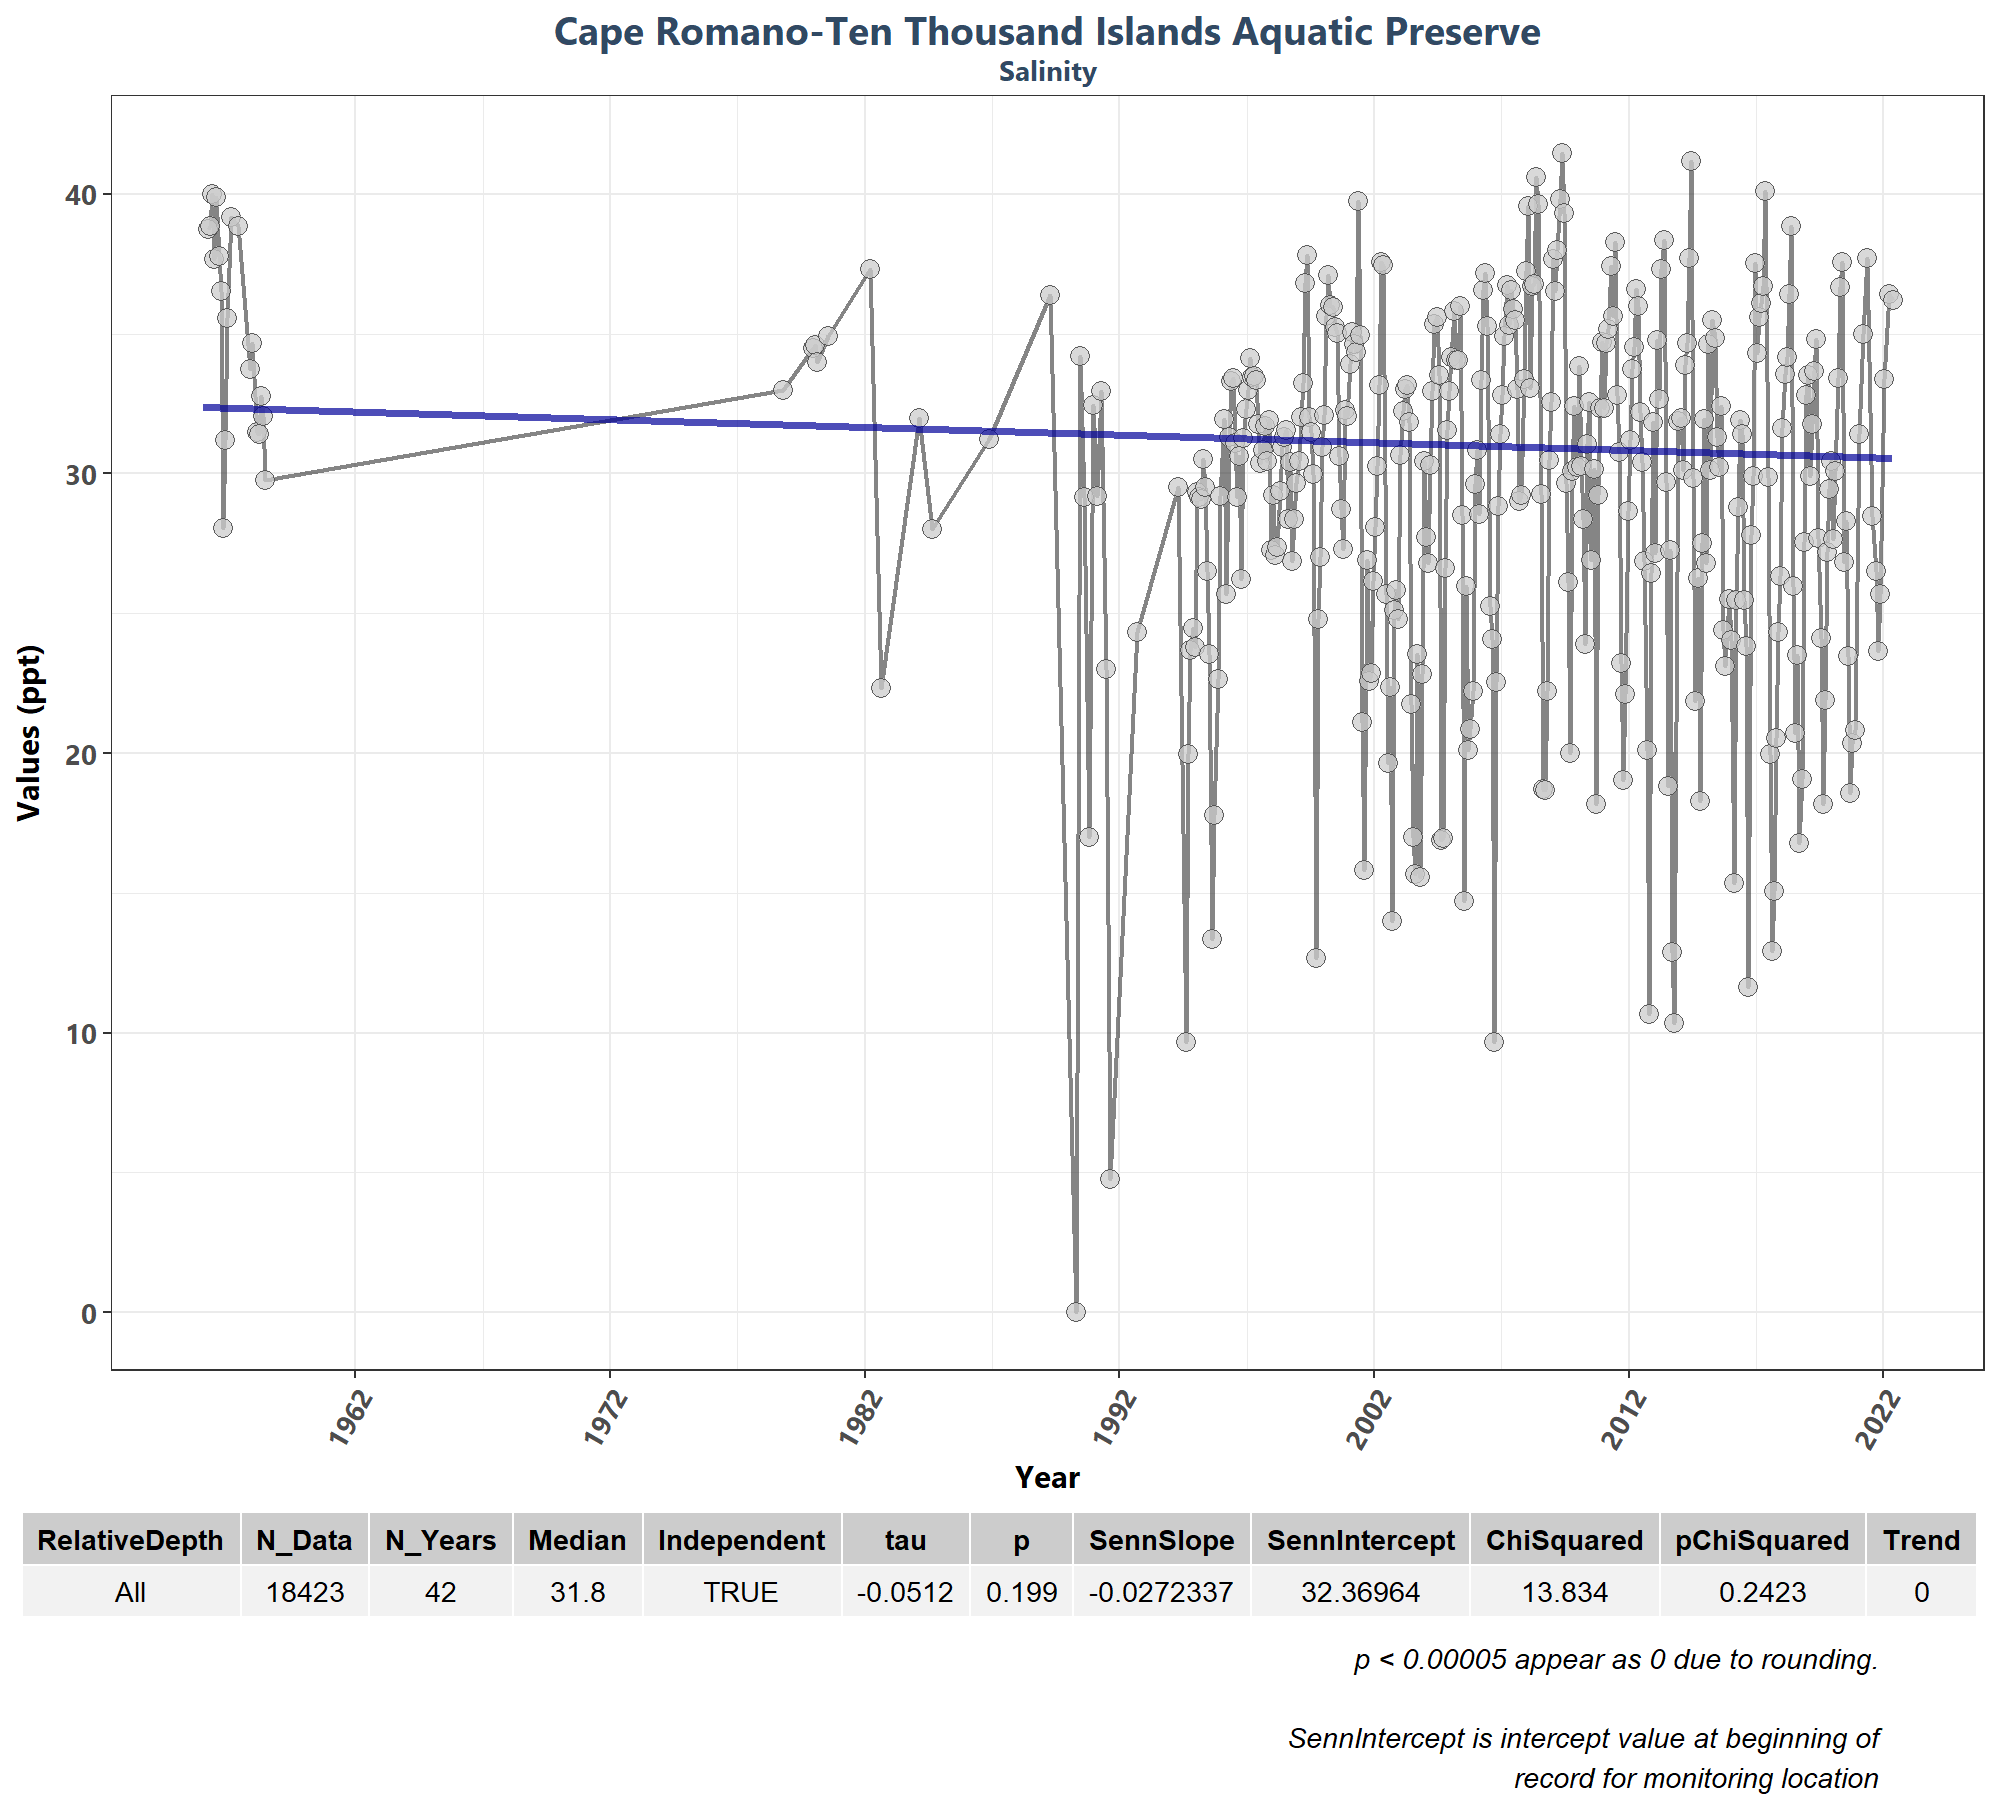 Cape Romano-Ten Thousand Islands Aquatic Preserve
Salinity
40
30
20
10
0
Values (ppt)
1962 1972 1982 1992 2002 2012 2022
Year
RelativeDepth N_Data N_Years Median Independent tau p SennSlope SennIntercept ChiSquared pChiSquared Trend
All 18423 42 31.8 TRUE -0.0512 0.199 -0.0272337 32.36964 13.834 0.2423 0
p < 0.00005 appear as 0 due to rounding.
SennIntercept is intercept value at beginning of
record for monitoring location